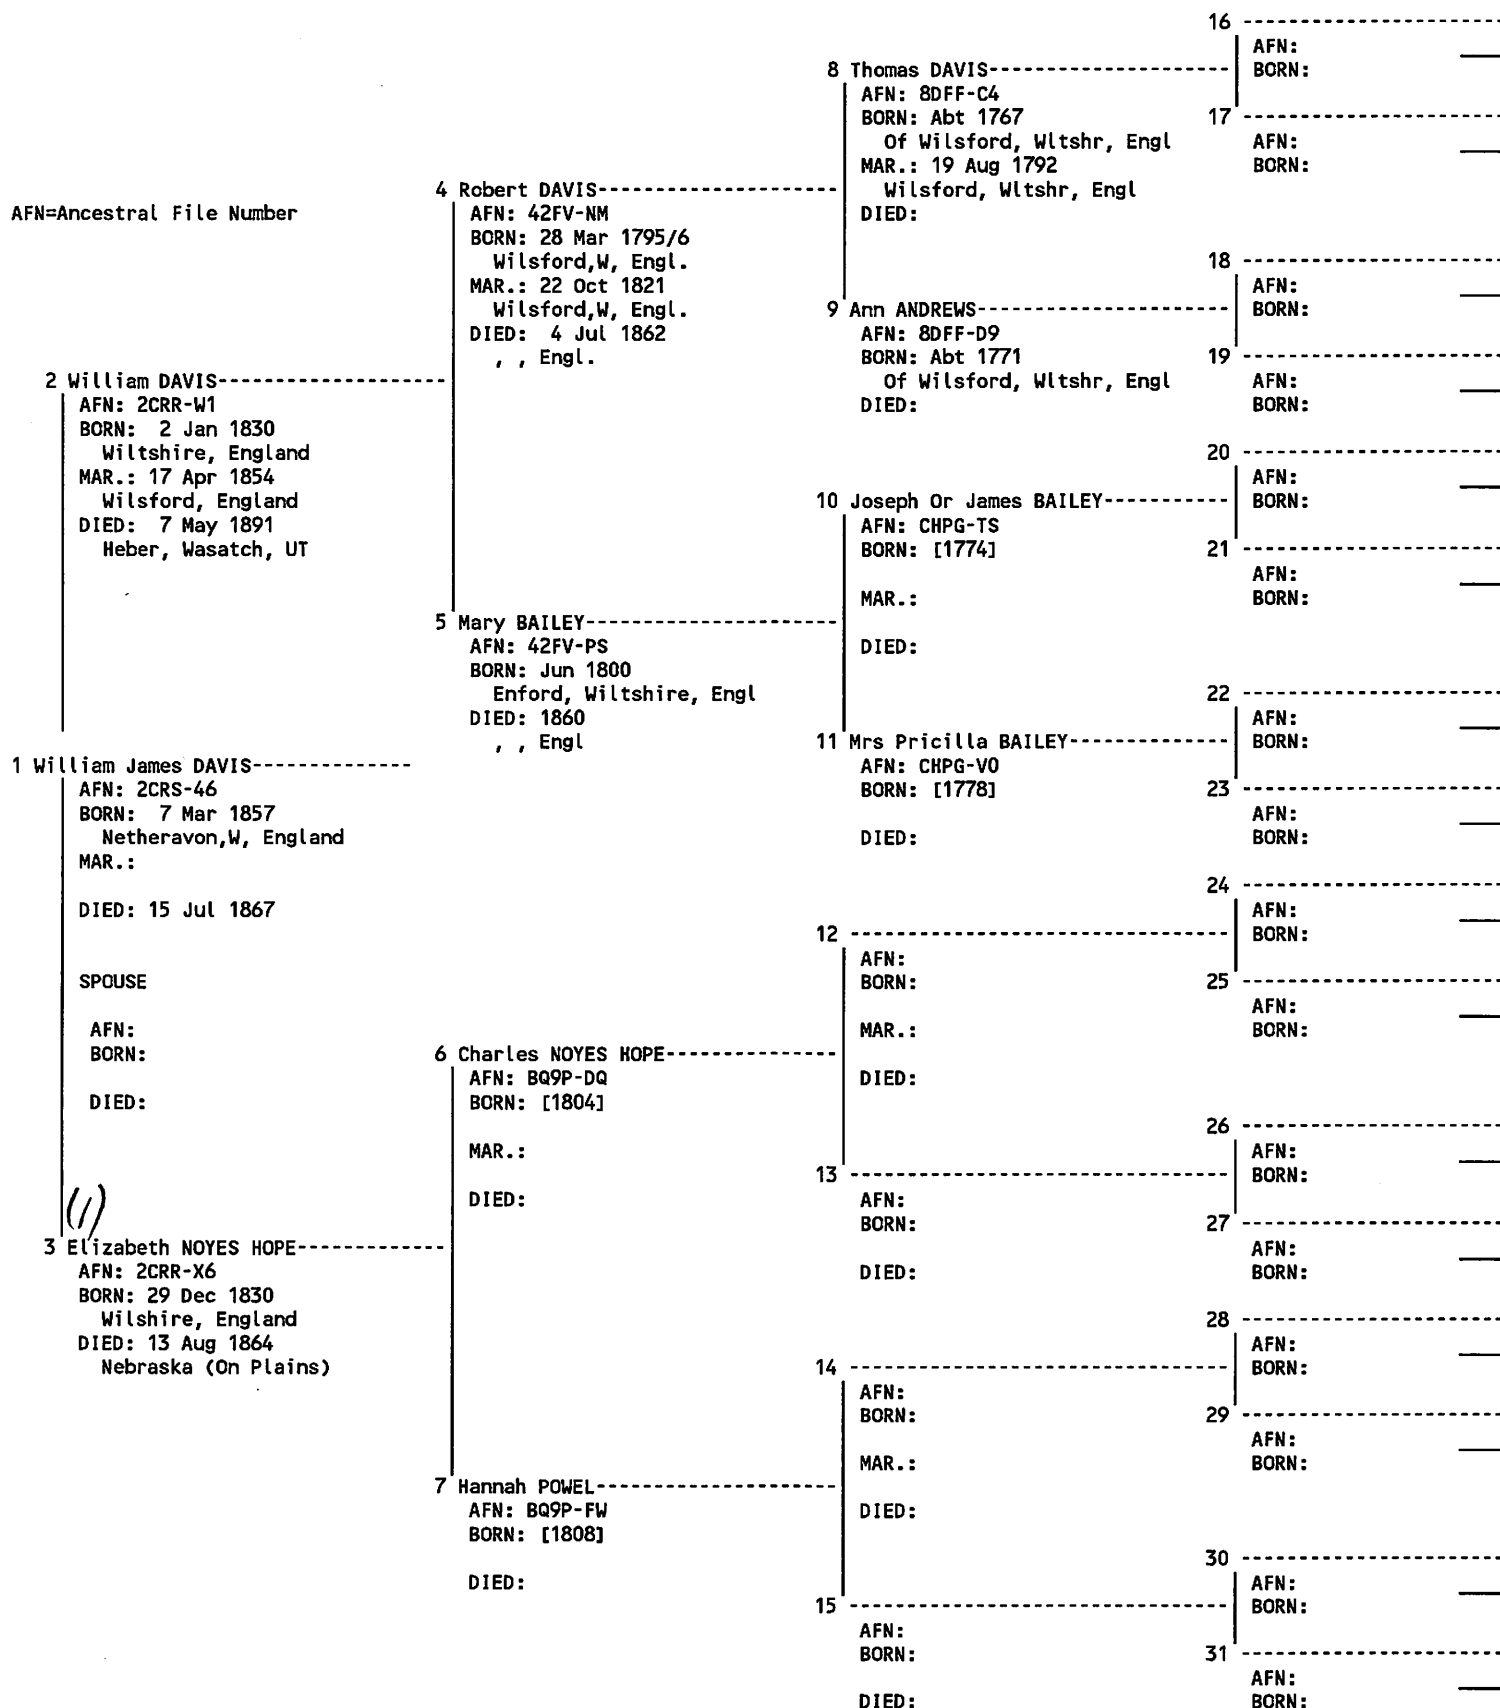 AFN=Ancestral File Number
1 William James DAVIS-------------
AFN: 2CRS-46
BORN:  7 Mar 1857
Netheravon,W, England
MAR.:
DIED: 15 Jul 1867
SPOUSE
AFN:
BORN:
DIED:
2 William DAVIS--------------------
AFN: 2CRR-W1
BORN:  2 Jan 1830
Wiltshire, England
MAR.: 17 Apr 1854
Wilsford, England
DIED:  7 May 1891
Heber, Wasatch, UT
(1)
3 Elizabeth NOYES HOPE-------------
AFN: 2CRR-X6
BORN: 29 Dec 1830
Wilshire, England
DIED: 13 Aug 1864
Nebraska (On Plains)
4 Robert DAVIS---------------------
AFN: 42FV-NM
BORN: 28 Mar 1795/6
Wilsford,W, Engl.
MAR.: 22 Oct 1821
Wilsford,W, Engl.
DIED:  4 Jul 1862
, , Engl.
5 Mary BAILEY----------------------
AFN: 42FV-PS
BORN: Jun 1800
Enford, Wiltshire, Engl
DIED: 1860
, , Engl
6 Charles NOYES HOPE---------------
AFN: BQ9P-DQ
BORN: [1804]
MAR.:
DIED:
7 Hannah POWEL---------------------
AFN: BQ9P-FW
BORN: [1808]
DIED:
8 Thomas DAVIS---------------------
AFN: 8DFF-C4
BORN: Abt 1767
Of Wilsford, Wltshr, Engl
MAR.: 19 Aug 1792
Wilsford, Wltshr, Engl
DIED:
9 Ann ANDREWS----------------------
AFN: 8DFF-D9
BORN: Abt 1771
Of Wilsford, Wltshr, Engl
DIED:
10 Joseph Or James BAILEY-----------
AFN: CHPG-TS
BORN: [1774]
MAR.:
DIED:
11 Mrs Pricilla BAILEY--------------
AFN: CHPG-V0
BORN: [1778]
DIED:
12 ---------------------------------
AFN:
BORN:
MAR.:
DIED:
13 ---------------------------------
AFN:
BORN:
DIED:
14 ---------------------------------
AFN:
BORN:
MAR.:
DIED:
15 ---------------------------------
AFN:
BORN:
DIED:
16 -----------------------
AFN:
BORN:
17 -----------------------
AFN:
BORN:
18 -----------------------
AFN:
BORN:
19 -----------------------
AFN:
BORN:
20 -----------------------
AFN:
BORN:
21 -----------------------
AFN:
BORN:
22 -----------------------
AFN:
BORN:
23 -----------------------
AFN:
BORN:
24 -----------------------
AFN:
BORN:
25 -----------------------
AFN:
BORN:
26 -----------------------
AFN:
BORN:
27 -----------------------
AFN:
BORN:
28 -----------------------
AFN:
BORN:
29 -----------------------
AFN:
BORN:
30 -----------------------
AFN:
BORN:
31 -----------------------
AFN:
BORN: